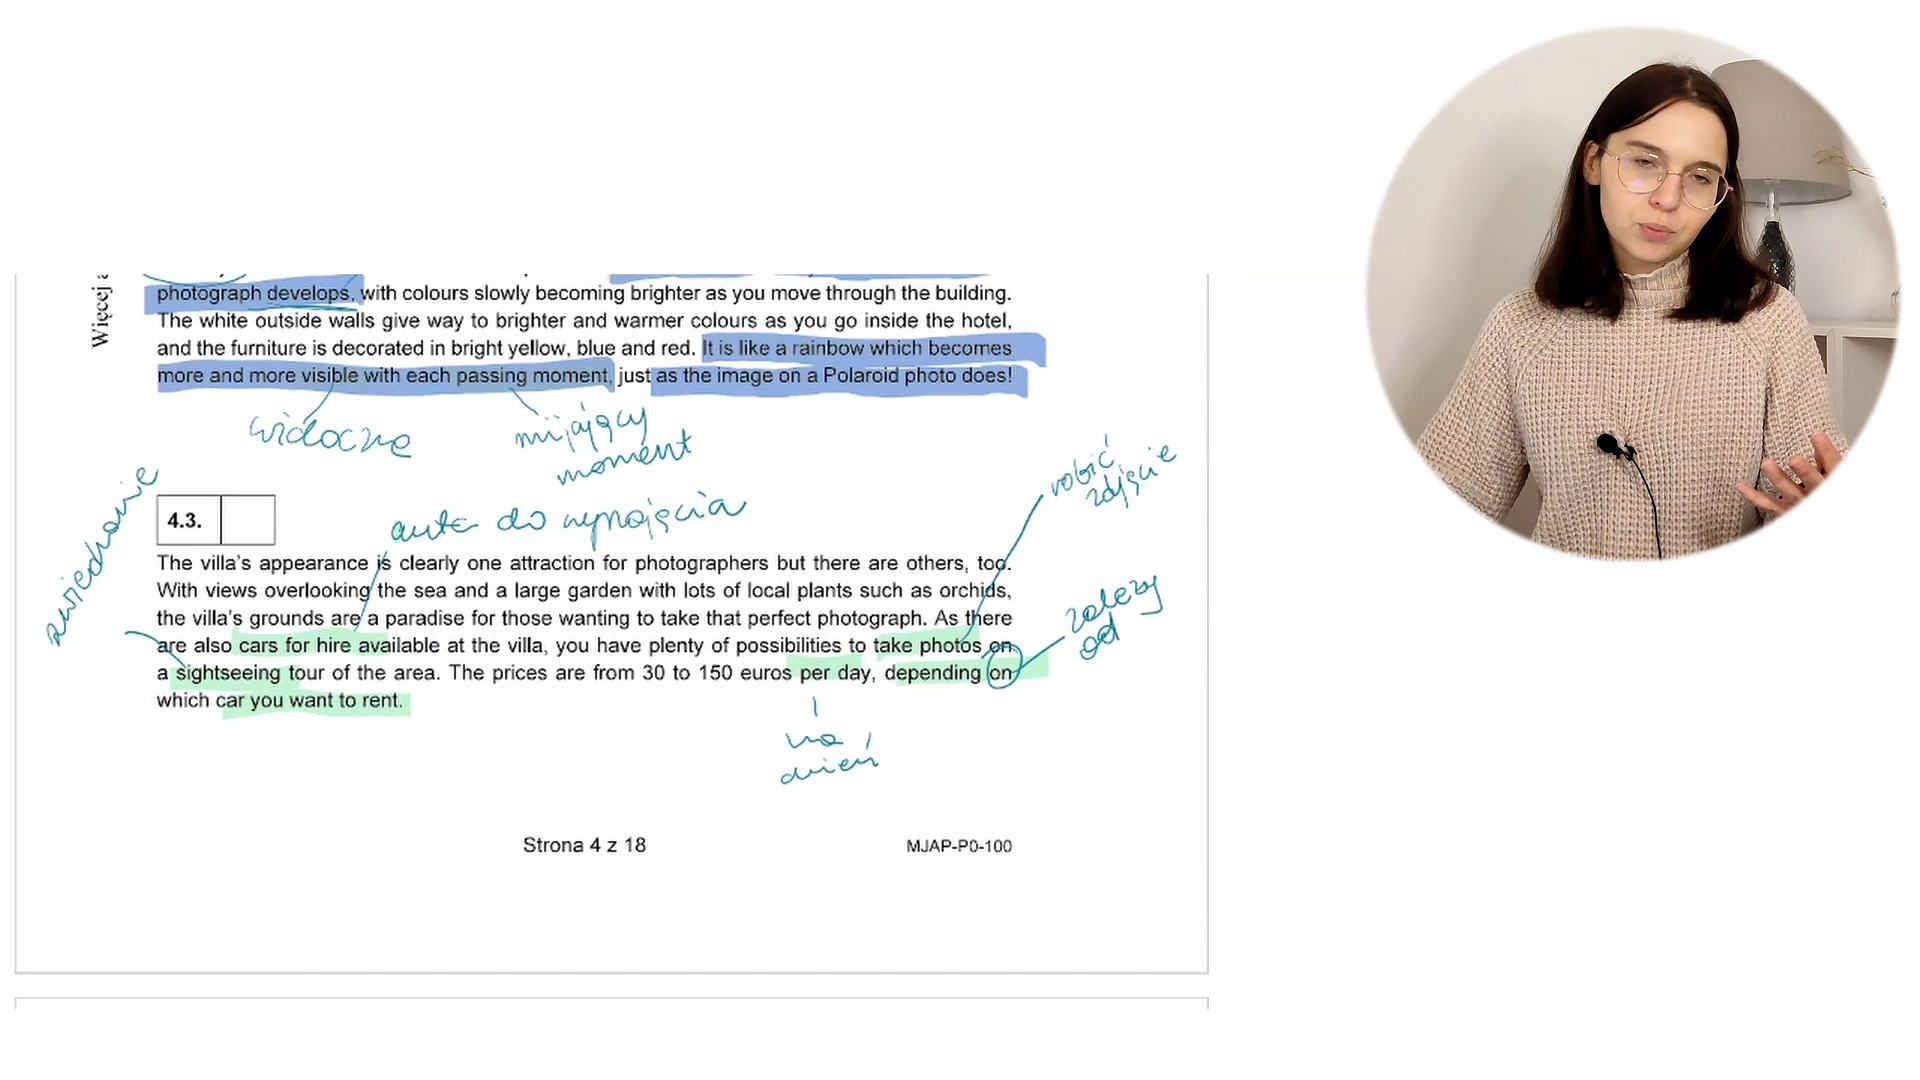 photograph develops, with colours slowly becoming brighter as you move through the building.
The white outside walls give way to brighter and warmer colours as you go inside the hotel,
and the furniture is decorated in bright yellow, blue and red. It is like a rainbow which becomes
more and more visible with each passing moment, just as the image on a Polaroid photo does!
Więcej
widoczne
mijający
moment
zwiedzanie
robić
zdjęcie
4.3.
auta do wynajęcia
The villa's appearance is clearly one attraction for photographers but there are others, too.
With views overlooking the sea and a large garden with lots of local plants such as orchids,
the villa's grounds are a paradise for those wanting to take that perfect photograph. As there
are also cars for hire available at the villa, you have plenty of possibilities to take photos on
a sightseeing tour of the area. The prices are from 30 to 150 euros per day, depending on
which car you want to rent.
zależy
od
na
dzień
Strona 4 z 18
MJAP-P0-100